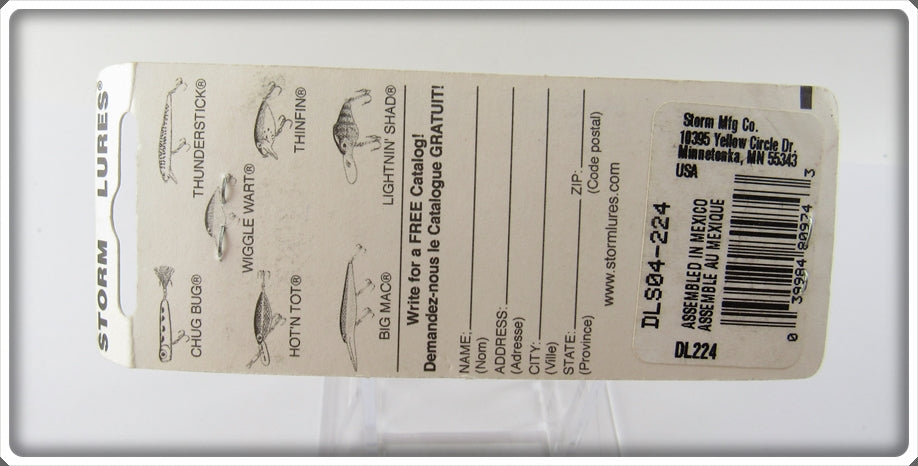 STORM LURES®
THUNDERSTICK®
THINFIN®
LIGHTNIN' SHAD®
WIGGLE WART®
CHUG BUG®
HOT'N TOT®
BIG MAC®
Write for a FREE Catalog!
Demandez-nous le Catalogue GRATUIT!
NAME:
(Nom)
ADDRESS:
(Adresse)
CITY:
(Ville)
STATE: ZIP:
(Province) (Code postal)
www.stormlures.com
Storm Mfg Co.
10395 Yellow Circle Dr.
Minnetonka, MN 55343
USA
DLS04-224
ASSEMBLED IN MEXICO
ASSEMBLE AU MEXIQUE
0 39984 80974 3
DL224